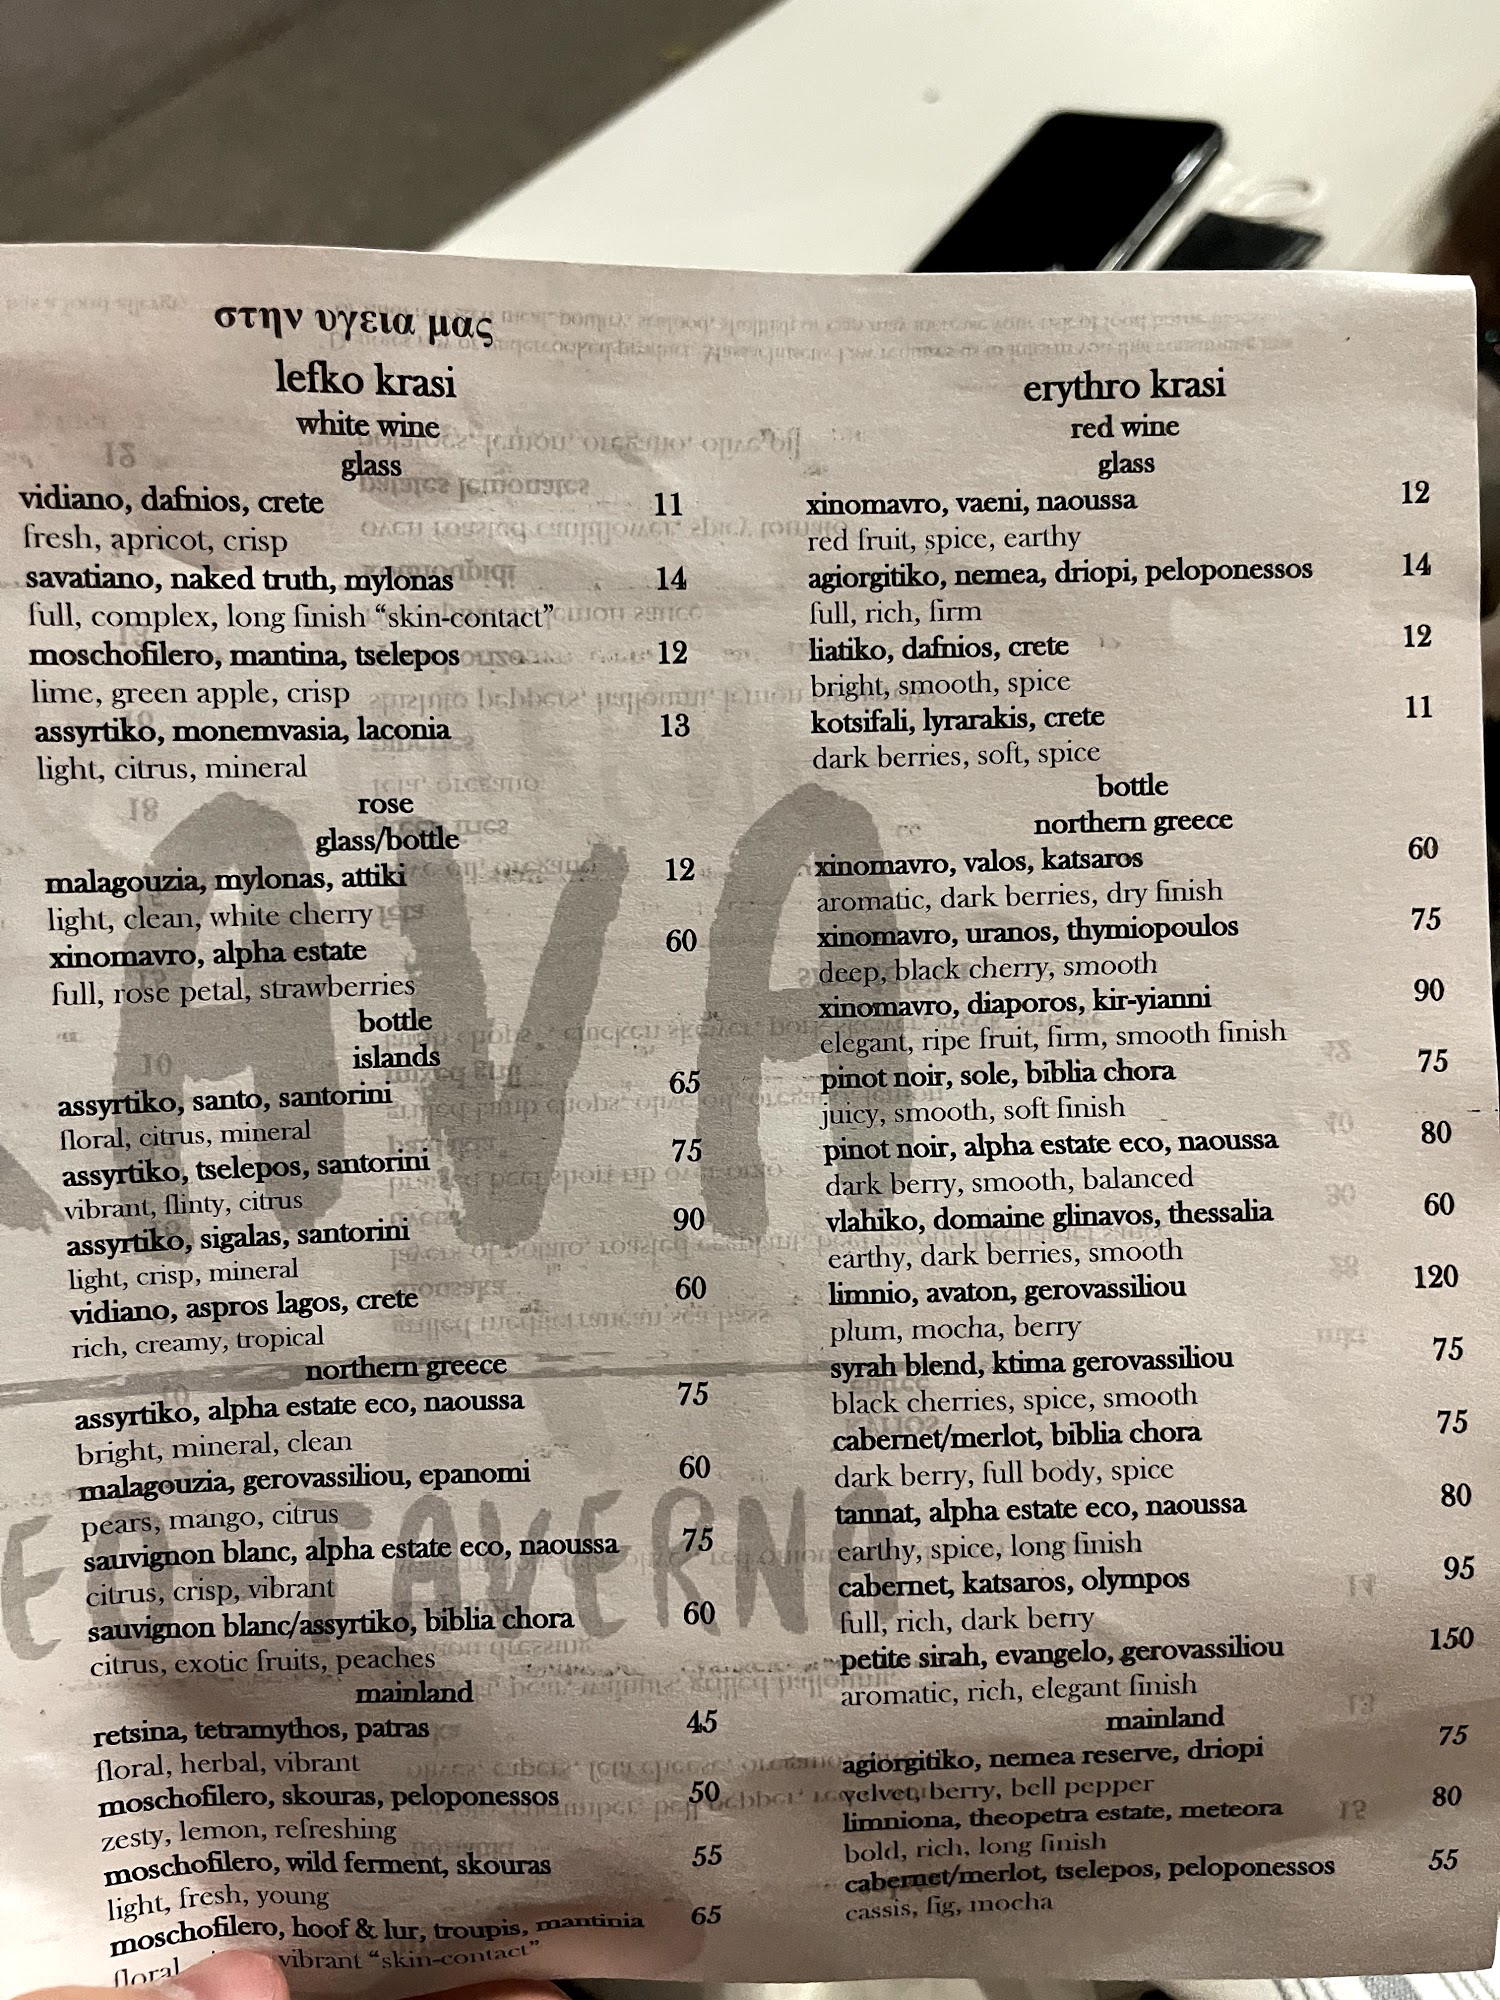 στην υγεια μας
lefko krasi
white wine
glass
vidiano, dafnios, crete 11
fresh, apricot, crisp
savatiano, naked truth, mylonas 14
full, complex, long finish “skin-contact”
moschofilero, mantina, tselepos 12
lime, green apple, crisp
assyrtiko, monemvasia, laconia 13
light, citrus, mineral
rose
glass/bottle
malagouzia, mylonas, attiki 12
light, clean, white cherry
xinomavro, alpha estate 60
full, rose petal, strawberries
bottle
islands
assyrtiko, santo, santorini 65
floral, citrus, mineral
assyrtiko, tselepos, santorini 75
vibrant, flinty, citrus
assyrtiko, sigalas, santorini 90
light, crisp, mineral
vidiano, aspros lagos, crete 60
rich, creamy, tropical
northern greece
assyrtiko, alpha estate eco, naoussa 75
bright, mineral, clean
malagouzia, gerovassiliou, epanomi 60
pears, mango, citrus
sauvignon blanc, alpha estate eco, naoussa 75
citrus, crisp, vibrant
sauvignon blanc/assyrtiko, biblia chora 60
citrus, exotic fruits, peaches
mainland
retsina, tetramythos, patras 45
floral, herbal, vibrant
moschofilero, skouras, peloponessos 50
zesty, lemon, refreshing
moschofilero, wild ferment, skouras 55
light, fresh, young
moschofilero, hoof & lur, troupis, mantinia 65
floral vibrant “skin-contact”
erythro krasi
red wine
glass
xinomavro, vaeni, naoussa 12
red fruit, spice, earthy
agiorgitiko, nemea, driopi, peloponessos 14
full, rich, firm
liatiko, dafnios, crete 12
bright, smooth, spice
kotsifali, lyrarakis, crete 11
dark berries, soft, spice
bottle
northern greece
xinomavro, valos, katsaros 60
aromatic, dark berries, dry finish
xinomavro, uranos, thymiopoulos 75
deep, black cherry, smooth
xinomavro, diaporos, kir-yianni 90
elegant, ripe fruit, firm, smooth finish
pinot noir, sole, biblia chora 75
juicy, smooth, soft finish
pinot noir, alpha estate eco, naoussa 80
dark berry, smooth, balanced
vlahiko, domaine glinavos, thessalia 60
earthy, dark berries, smooth
limnio, avaton, gerovassiliou 120
plum, mocha, berry
syrah blend, ktima gerovassiliou 75
black cherries, spice, smooth
cabernet/merlot, biblia chora 75
dark berry, full body, spice
tannat, alpha estate eco, naoussa 80
earthy, spice, long finish
cabernet, katsaros, olympos 95
full, rich, dark berry
petite sirah, evangelo, gerovassiliou 150
aromatic, rich, elegant finish
mainland
agiorgitiko, nemea reserve, driopi 75
velvet, berry, bell pepper
limniona, theopetra estate, meteora 80
bold, rich, long finish
cabernet/merlot, tselepos, peloponessos 55
cassis, fig, mocha